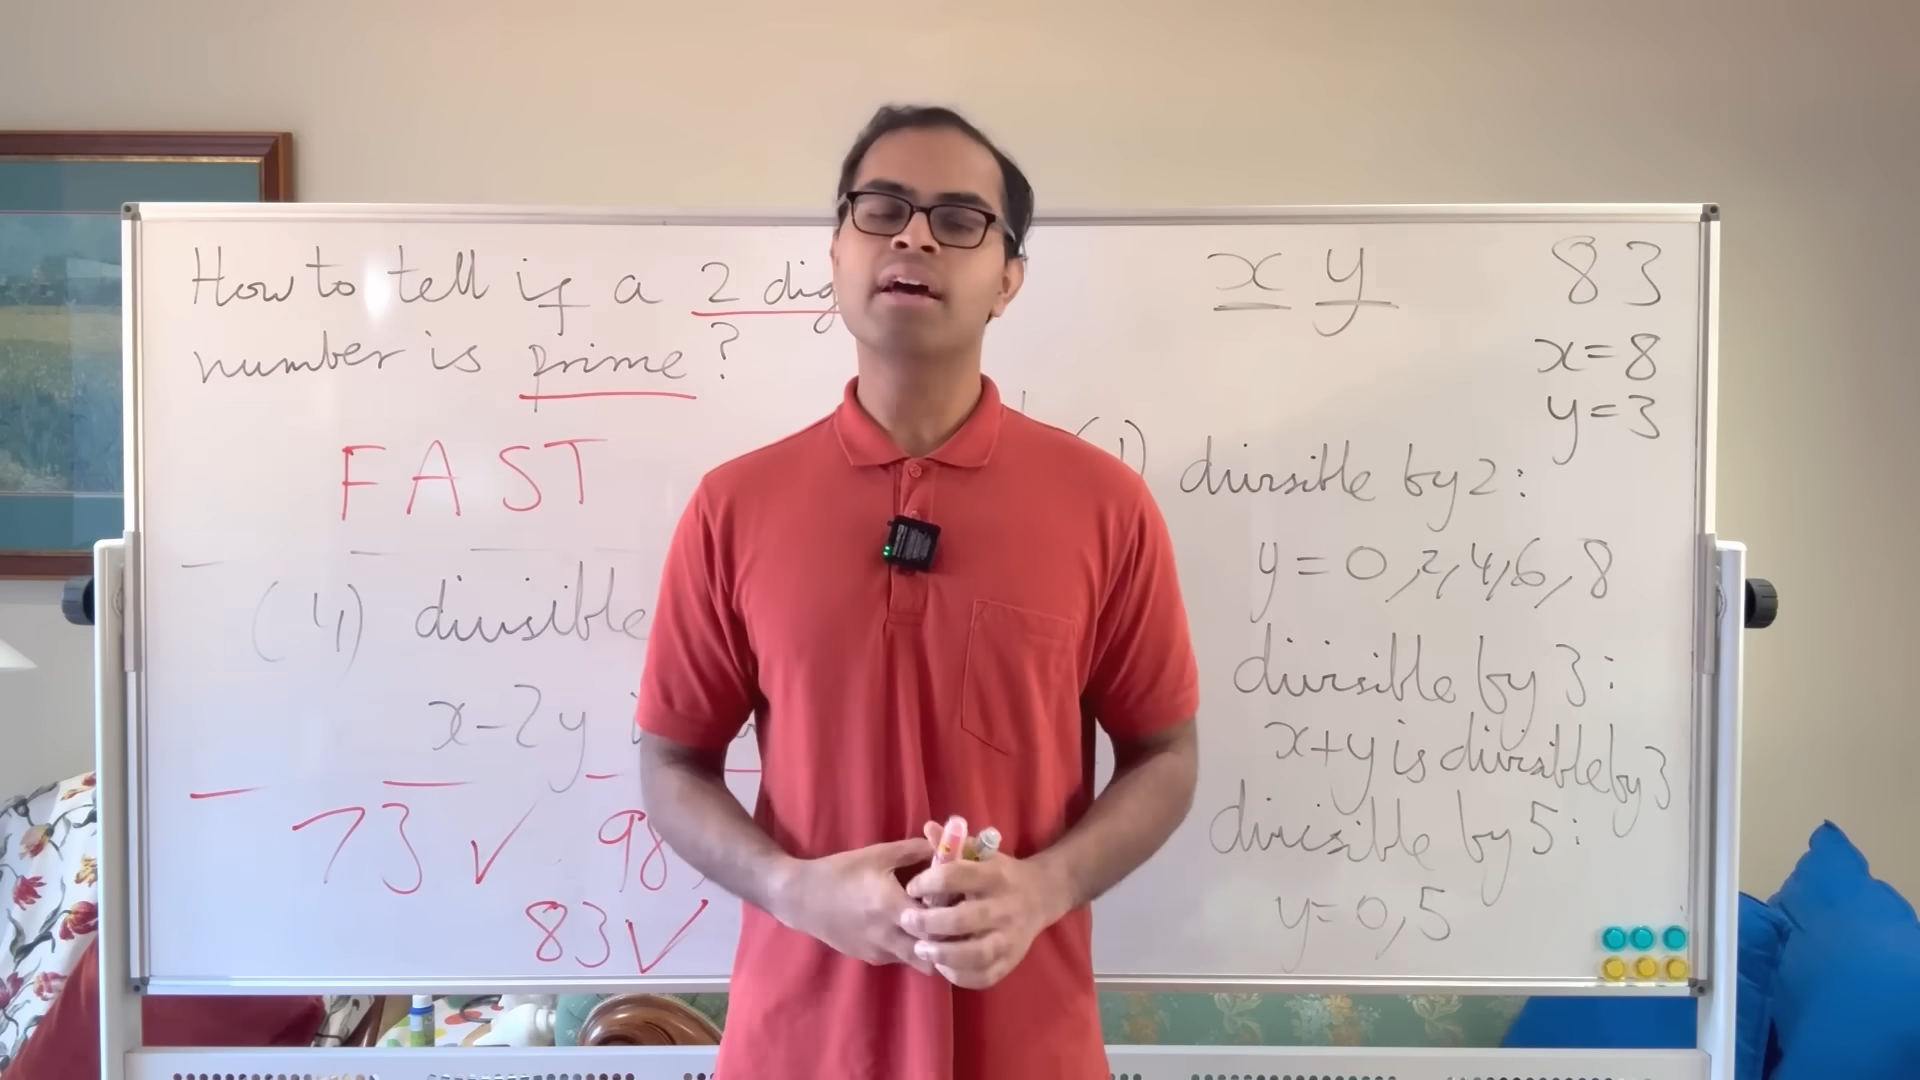 How to tell if a 2 dig
number is prime?
FAST
(4) divisible
x-2y
73 ✓ 98
83✓
x y
83
x=8
y=3
(1) divisible by 2:
y=0,2,4,6,8
divisible by 3:
x+y is divisible by 3
divisible by 5:
y=0,5